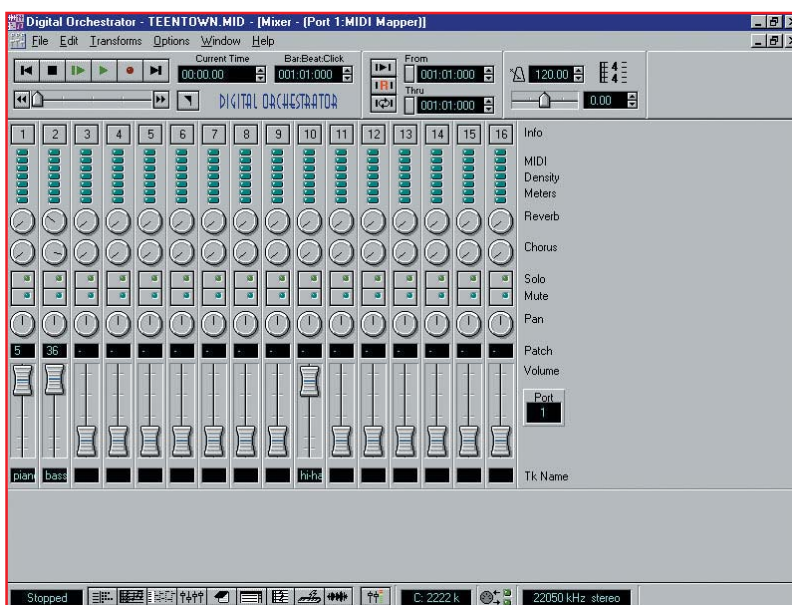 Digital Orchestrator - TEENTOWN.MID - [Mixer - (Port 1:MIDI Mapper)]
File Edit Transforms Options Window Help
Current Time Bar:Beat:Click From
00:00.00 001:01:000 001:01:000 120.00 4 4
Thru
DIGITAL ORCHESTRATOR 001:01:000 0.00
1 2 3 4 5 6 7 8 9 10 11 12 13 14 15 16 Info
MIDI
Density
Meters
Reverb
Chorus
Solo
Mute
Pan
5 36 - - - - - - - - - - - - - - Patch
Volume
Port
1
pian bass hi-ha Tk Name
Stopped C: 2222 k 22050 kHz stereo